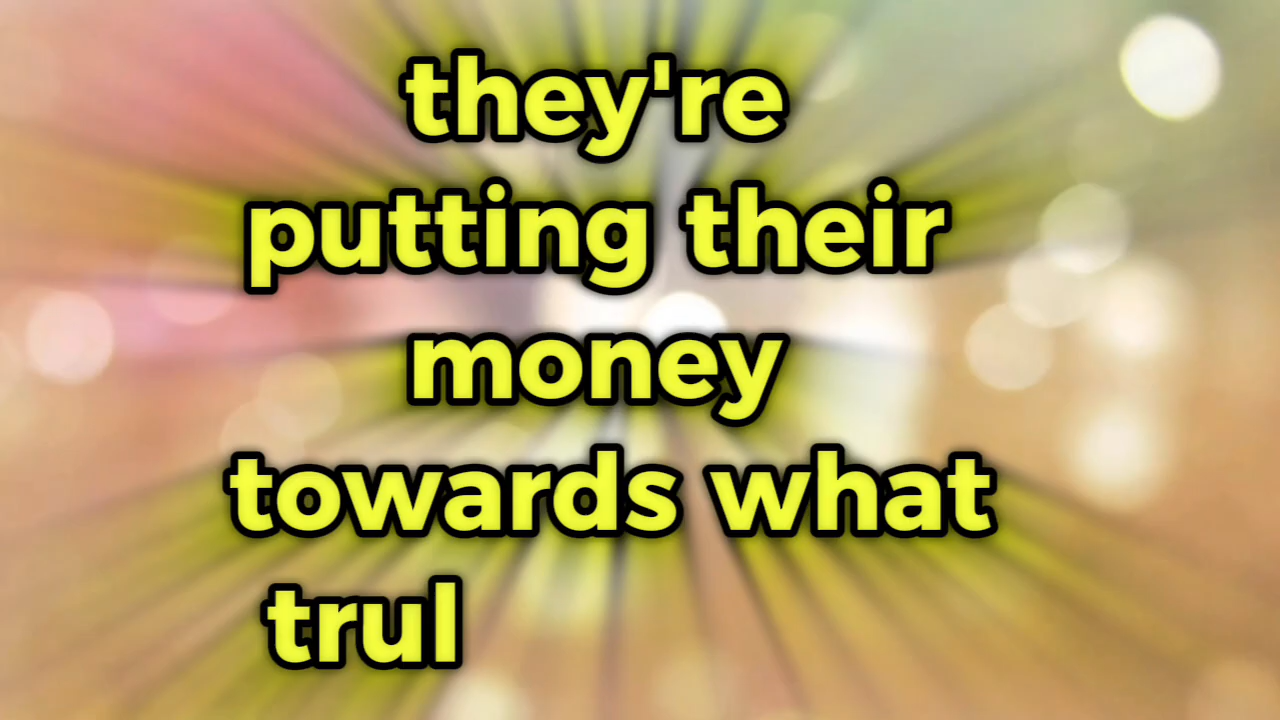 they're
putting their
money
towards what
trul